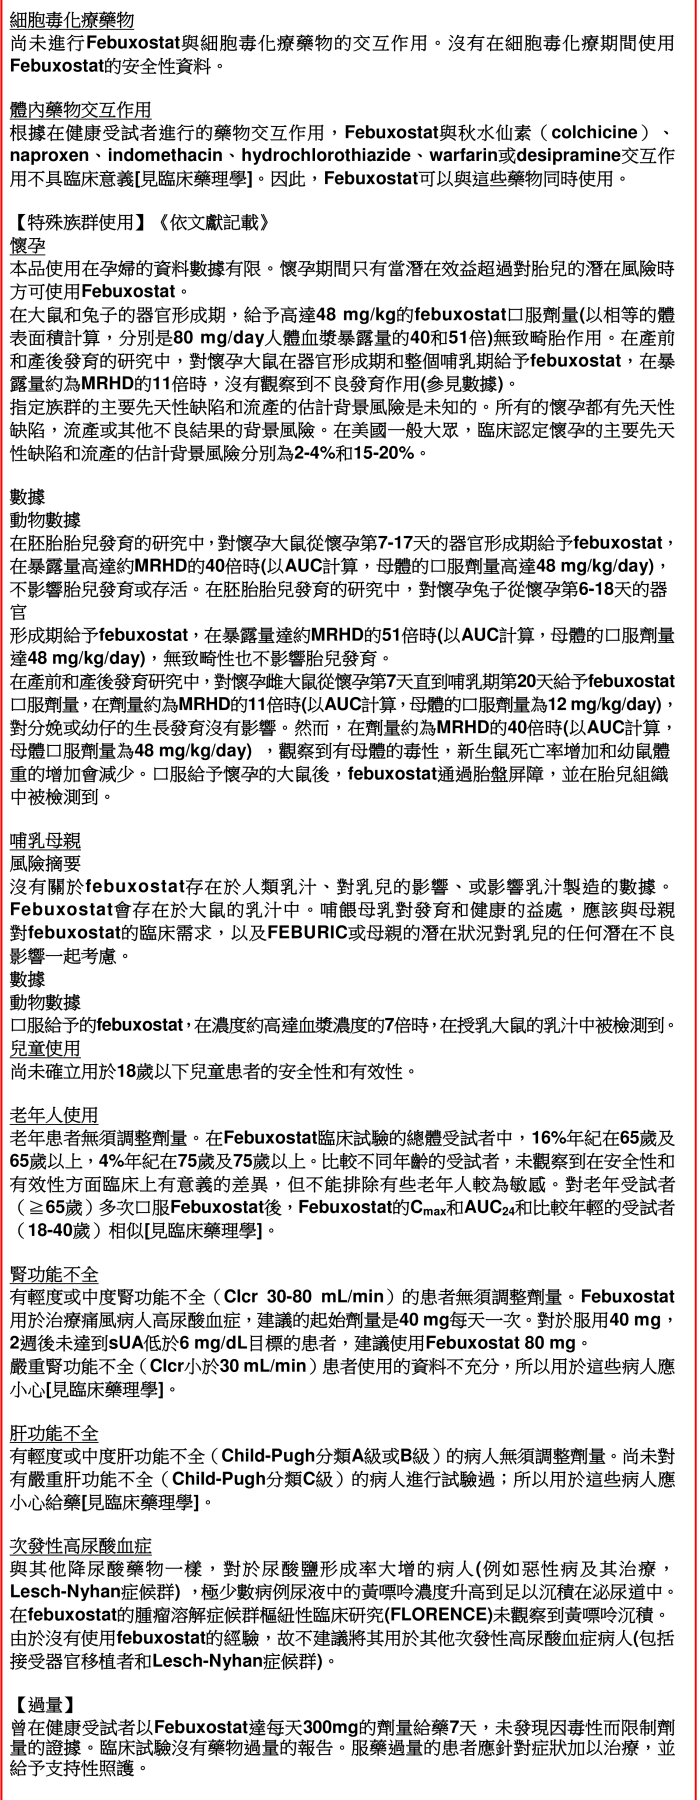 細胞毒化療藥物
尚未進行Febuxostat與細胞毒化療藥物的交互作用。沒有在細胞毒化療期間使用
Febuxostat的安全性資料。
體內藥物交互作用
根據在健康受試者進行的藥物交互作用，Febuxostat與秋水仙素（colchicine）、
naproxen、indomethacin、hydrochlorothiazide、warfarin或desipramine交互作
用不具臨床意義[見臨床藥理學]。因此，Febuxostat可以與這些藥物同時使用。
【特殊族群使用】《依文獻記載》
懷孕
本品使用在孕婦的資料數據有限。懷孕期間只有當潛在效益超過對胎兒的潛在風險時
方可使用Febuxostat。
在大鼠和兔子的器官形成期，給予高達48 mg/kg的febuxostat口服劑量(以相等的體
表面積計算，分別是80 mg/day人體血漿暴露量的40和51倍)無致畸胎作用。在產前
和產後發育的研究中，對懷孕大鼠在器官形成期和整個哺乳期給予febuxostat，在暴
露量約為MRHD的11倍時，沒有觀察到不良發育作用(參見數據)。
指定族群的主要先天性缺陷和流產的估計背景風險是未知的。所有的懷孕都有先天性
缺陷，流產或其他不良結果的背景風險。在美國一般大眾，臨床認定懷孕的主要先天
性缺陷和流產的估計背景風險分別為2-4%和15-20%。
數據
動物數據
在胚胎胎兒發育的研究中，對懷孕大鼠從懷孕第7-17天的器官形成期給予febuxostat，
在暴露量高達約MRHD的40倍時(以AUC計算，母體的口服劑量高達48 mg/kg/day)，
不影響胎兒發育或存活。在胚胎胎兒發育的研究中，對懷孕兔子從懷孕第6-18天的器
官
形成期給予febuxostat，在暴露量達約MRHD的51倍時(以AUC計算，母體的口服劑量
達48 mg/kg/day)，無致畸性也不影響胎兒發育。
在產前和產後發育研究中，對懷孕雌大鼠從懷孕第7天直到哺乳期第20天給予febuxostat
口服劑量，在劑量約為MRHD的11倍時(以AUC計算，母體的口服劑量為12 mg/kg/day)，
對分娩或幼仔的生長發育沒有影響。然而，在劑量約為MRHD的40倍時(以AUC計算，
母體口服劑量為48 mg/kg/day) ，觀察到有母體的毒性，新生鼠死亡率增加和幼鼠體
重的增加會減少。口服給予懷孕的大鼠後，febuxostat通過胎盤屏障，並在胎兒組織
中被檢測到。
哺乳母親
風險摘要
沒有關於febuxostat存在於人類乳汁、對乳兒的影響、或影響乳汁製造的數據。
Febuxostat會存在於大鼠的乳汁中。哺餵母乳對發育和健康的益處，應該與母親
對febuxostat的臨床需求，以及FEBURIC或母親的潛在狀況對乳兒的任何潛在不良
影響一起考慮。
數據
動物數據
口服給予的febuxostat，在濃度約高達血漿濃度的7倍時，在授乳大鼠的乳汁中被檢測到。
兒童使用
尚未確立用於18歲以下兒童患者的安全性和有效性。
老年人使用
老年患者無須調整劑量。在Febuxostat臨床試驗的總體受試者中，16%年紀在65歲及
65歲以上，4%年紀在75歲及75歲以上。比較不同年齡的受試者，未觀察到在安全性和
有效性方面臨床上有意義的差異，但不能排除有些老年人較為敏感。對老年受試者
（≧65歲）多次口服Febuxostat後，Febuxostat的Cmax和AUC24和比較年輕的受試者
（18-40歲）相似[見臨床藥理學]。
腎功能不全
有輕度或中度腎功能不全（Clcr 30-80 mL/min）的患者無須調整劑量。Febuxostat
用於治療痛風病人高尿酸血症，建議的起始劑量是40 mg每天一次。對於服用40 mg，
2週後未達到sUA低於6 mg/dL目標的患者，建議使用Febuxostat 80 mg。
嚴重腎功能不全（Clcr小於30 mL/min）患者使用的資料不充分，所以用於這些病人應
小心[見臨床藥理學]。
肝功能不全
有輕度或中度肝功能不全（Child-Pugh分類A級或B級）的病人無須調整劑量。尚未對
有嚴重肝功能不全（Child-Pugh分類C級）的病人進行試驗過；所以用於這些病人應
小心給藥[見臨床藥理學]。
次發性高尿酸血症
與其他降尿酸藥物一樣，對於尿酸鹽形成率大增的病人(例如惡性病及其治療，
Lesch-Nyhan症候群) ，極少數病例尿液中的黃嘌呤濃度升高到足以沉積在泌尿道中。
在febuxostat的腫瘤溶解症候群樞紐性臨床研究(FLORENCE)未觀察到黃嘌呤沉積。
由於沒有使用febuxostat的經驗，故不建議將其用於其他次發性高尿酸血症病人(包括
接受器官移植者和Lesch-Nyhan症候群)。
【過量】
曾在健康受試者以Febuxostat達每天300mg的劑量給藥7天，未發現因毒性而限制劑
量的證據。臨床試驗沒有藥物過量的報告。服藥過量的患者應針對症狀加以治療，並
給予支持性照護。